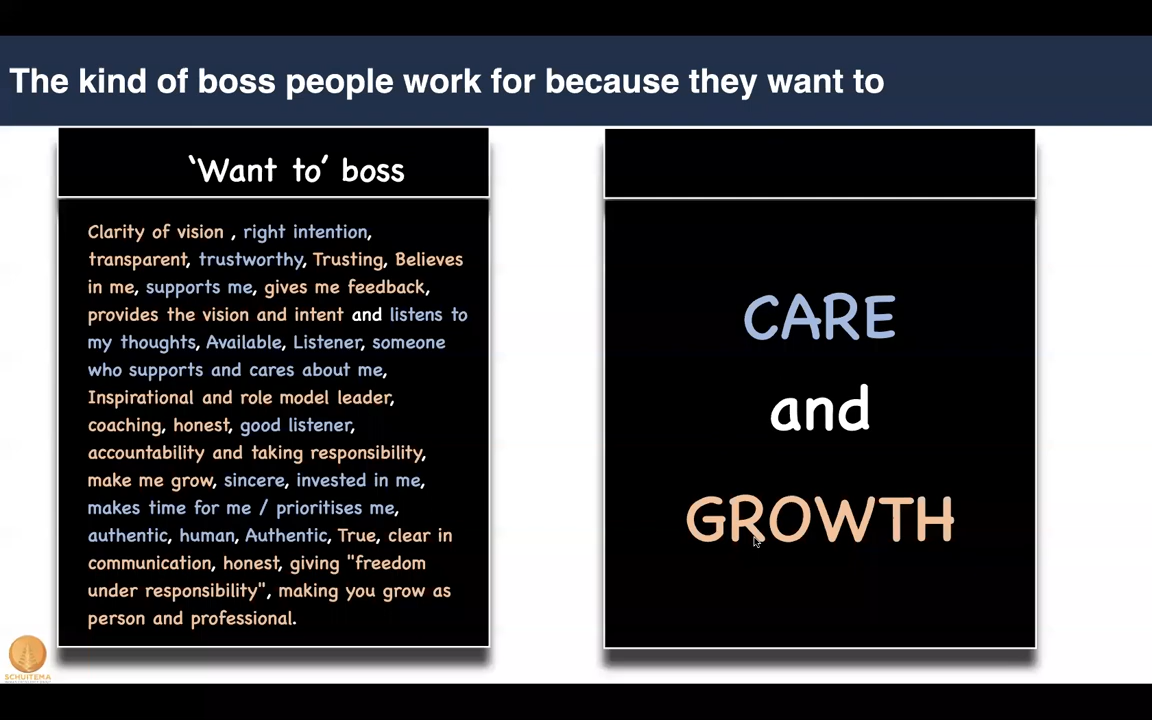 The kind of boss people work for because they want to
‘Want to’ boss
Clarity of vision , right intention,
transparent, trustworthy, Trusting, Believes
in me, supports me, gives me feedback,
provides the vision and intent and listens to
my thoughts, Available, Listener, someone
who supports and cares about me,
Inspirational and role model leader,
coaching, honest, good listener,
accountability and taking responsibility,
make me grow, sincere, invested in me,
makes time for me / prioritises me,
authentic, human, Authentic, True, clear in
communication, honest, giving "freedom
under responsibility", making you grow as
person and professional.
CARE
and
GROWTH
SCHUITEMA